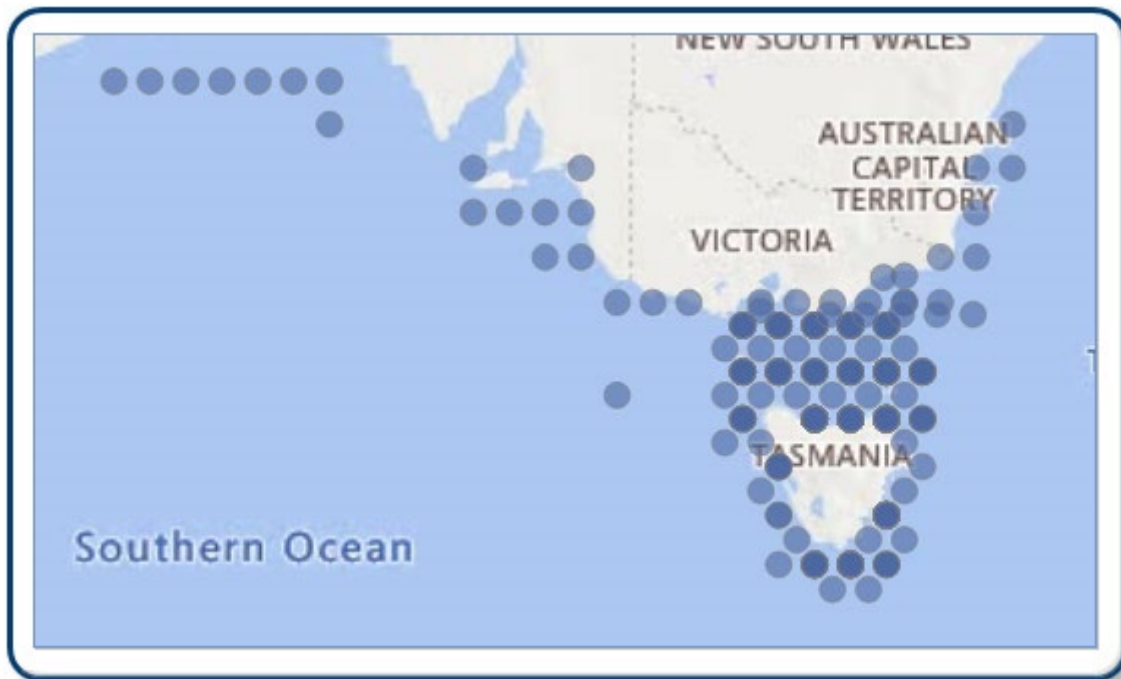 NEW SOUTH WALES
AUSTRALIAN
CAPITAL
TERRITORY
VICTORIA
TASMANIA
Southern Ocean